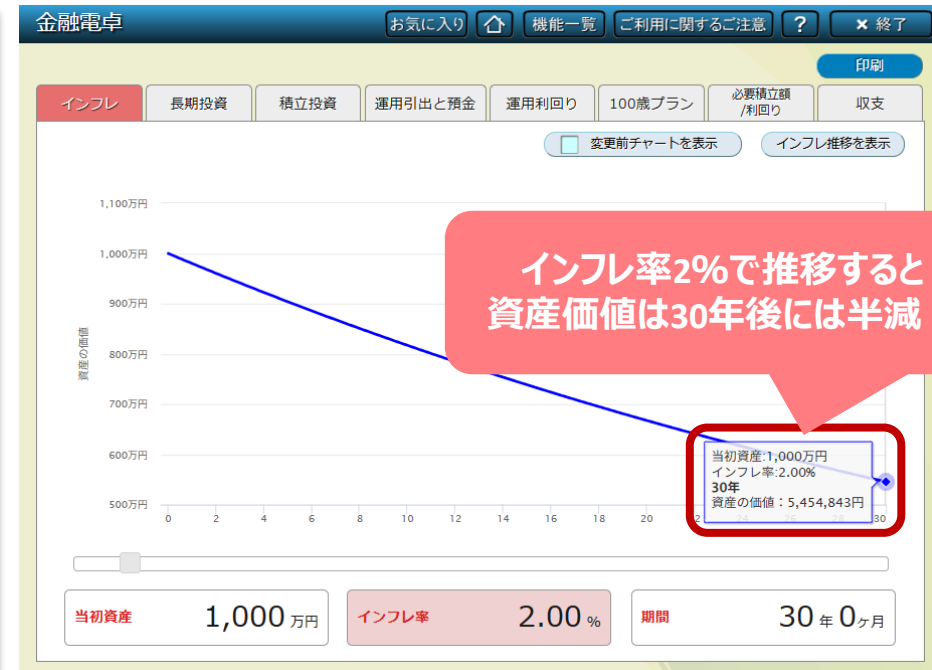 金融電卓
お気に入り 機能一覧 ご利用に関するご注意 ? × 終了
印刷
インフレ 長期投資 積立投資 運用引出と預金 運用利回り 100歳プラン 必要積立額 収支
/利回り
変更前チャートを表示 インフレ推移を表示
1,100万円
1,000万円
900万円
800万円
700万円
600万円
500万円
資産の価値
インフレ率2%で推移すると
資産価値は30年後には半減
当初資産:1,000万円
インフレ率:2.00%
30年
資産の価値:5,454,843円
0 2 4 6 8 10 12 14 16 18 20 22 24 26 28 30
当初資産 1,000 万円 インフレ率 2.00 % 期間 30 年 0 ヶ月